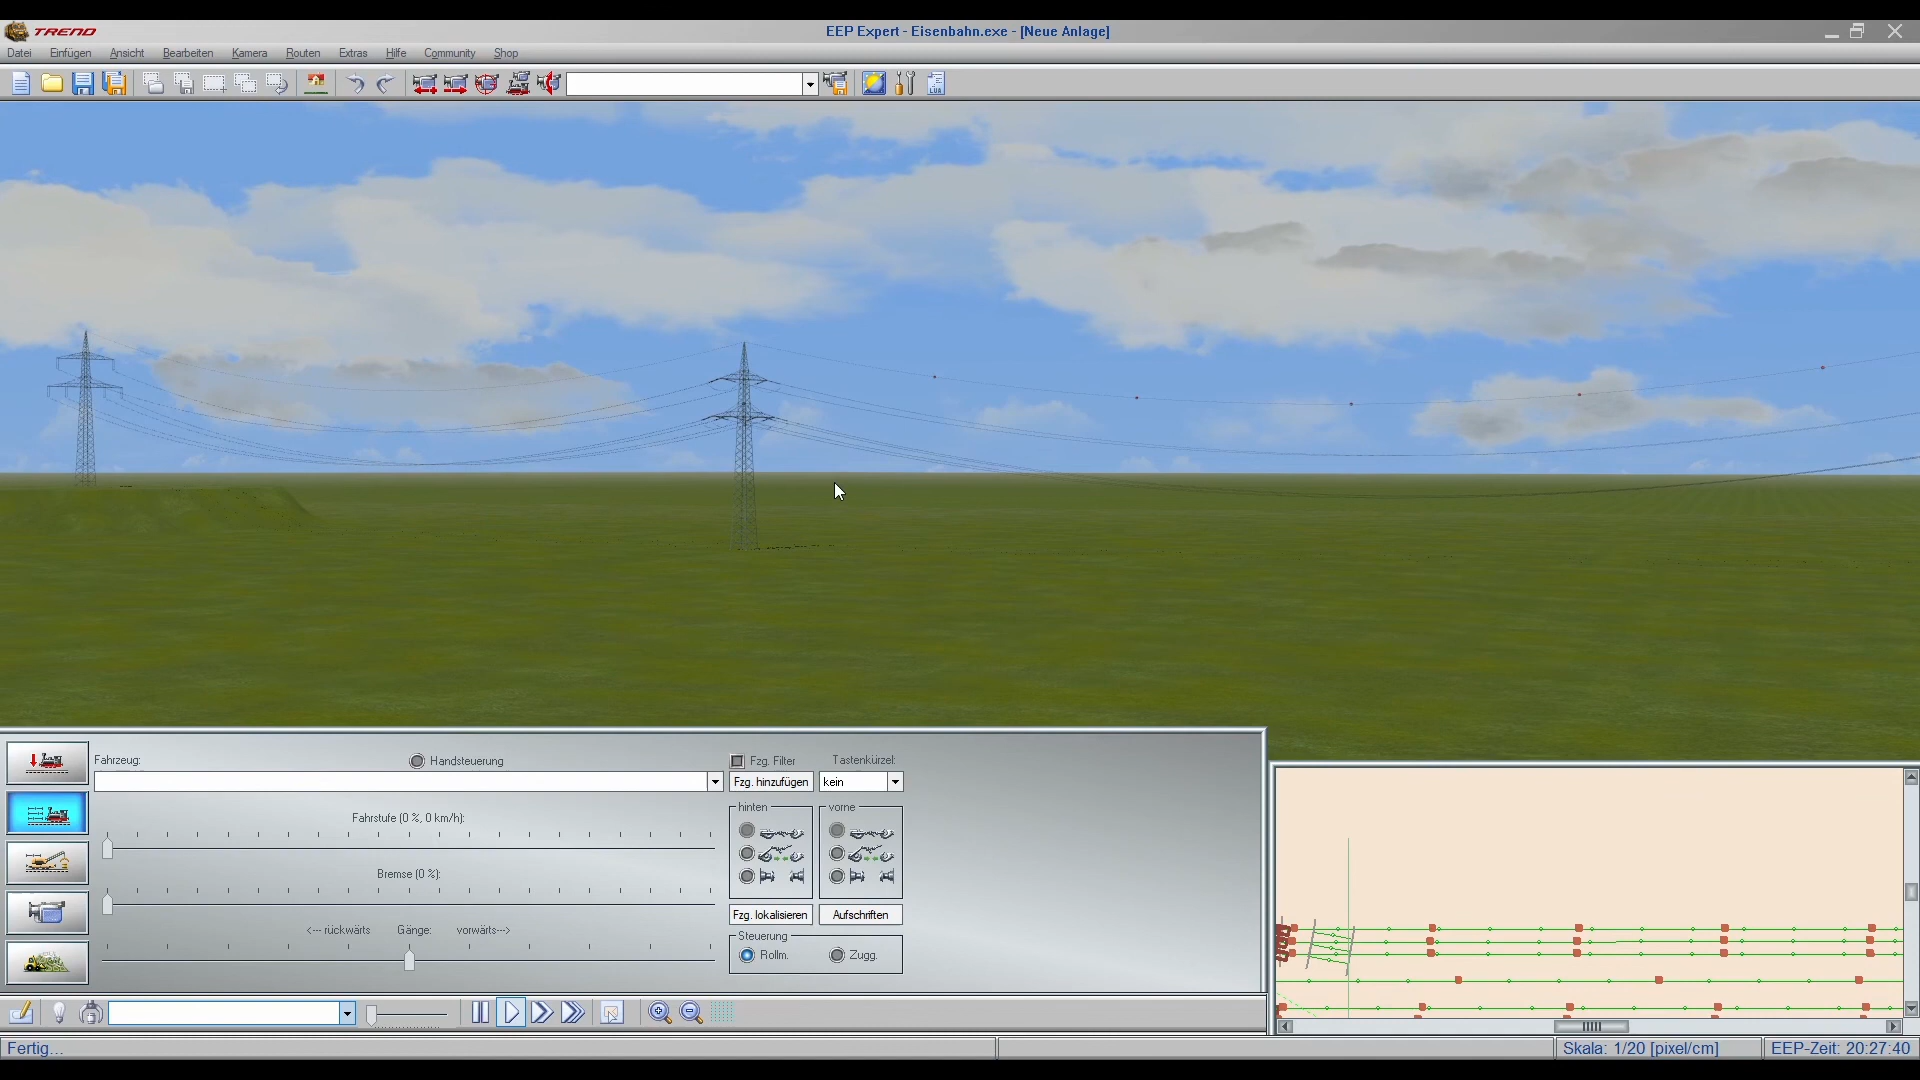 TREND
EEP Expert - Eisenbahn.exe - [Neue Anlage]
Datei Einfügen Ansicht Bearbeiten Kamera Routen Extras Hilfe Community Shop
LUA
Fahrzeug:
Handsteuerung
Fzg. Filter
Tastenkürzel:
Fzg. hinzufügen
kein
hinten
vorne
Fahrstufe (0 %, 0 km/h):
Bremse (0 %):
<--- rückwärts Gänge: vorwärts--->
Fzg. lokalisieren
Aufschriften
Steuerung
Rollm.
Zugg.
Fertig...
Skala: 1/20 [pixel/cm]
EEP-Zeit: 20:27:40